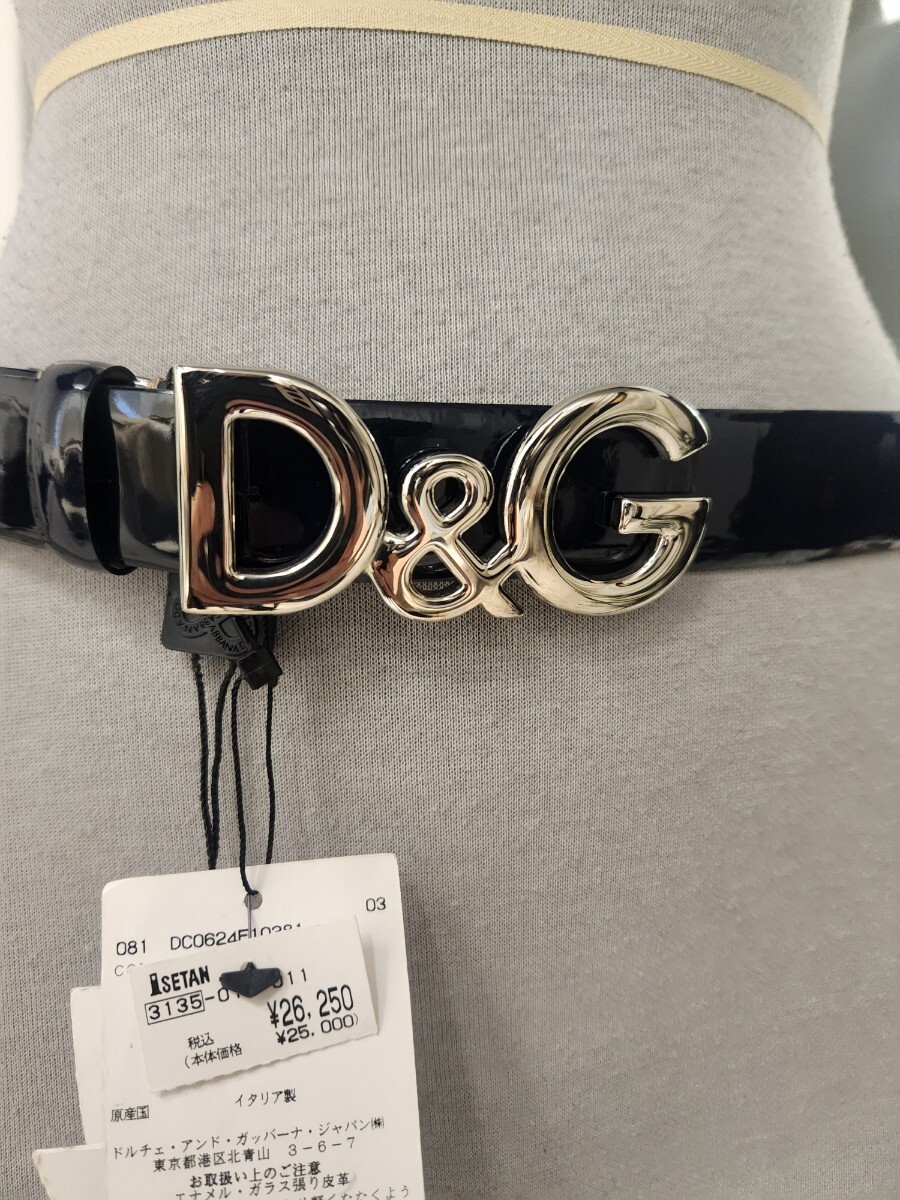 D&G
081 DC0624E10281
03
ISETAN
3135-0 011
¥26,250
税込
(本体価格 ¥25,000)
原産国 イタリア製
ドルチェ・アンド・ガッバーナ・ジャパン㈱
東京都港区北青山 3-6-7
お取扱い上のご注意
エナメル・ガラス張り皮革